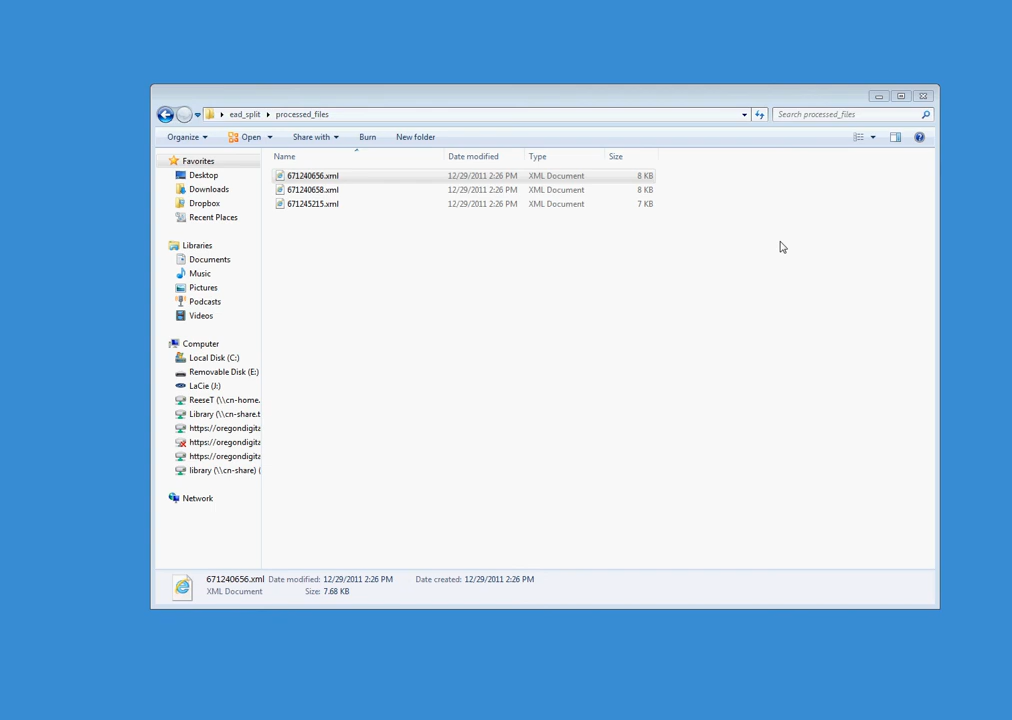 ead_split processed_files Search processed_files
Organize Open Share with Burn New folder
Name Date modified Type Size
Favorites
Desktop
Downloads
Dropbox
Recent Places
Libraries
Documents
Music
Pictures
Podcasts
Videos
Computer
Local Disk (C:)
Removable Disk (E:)
LaCie (J:)
ReeseT (\\cn-home.
Library (\\cn-share.t
https://oregondigita
https://oregondigita
https://oregondigita
library (\\cn-share) (
Network
671240656.xml 12/29/2011 2:26 PM XML Document 8 KB
671240658.xml 12/29/2011 2:26 PM XML Document 8 KB
671245215.xml 12/29/2011 2:26 PM XML Document 7 KB
671240656.xml Date modified: 12/29/2011 2:26 PM Date created: 12/29/2011 2:26 PM
XML Document Size: 7.68 KB